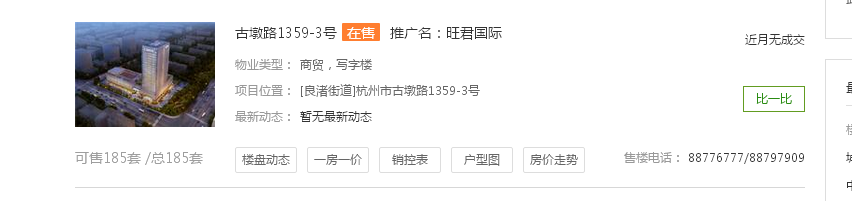 古墩路1359-3号 在售 推广名：旺君国际
近月无成交
物业类型： 商贸，写字楼
项目位置： [良渚街道]杭州市古墩路1359-3号
比一比
最新动态： 暂无最新动态
可售185套 /总185套 楼盘动态 一房一价 销控表 户型图 房价走势 售楼电话： 88776777/88797909